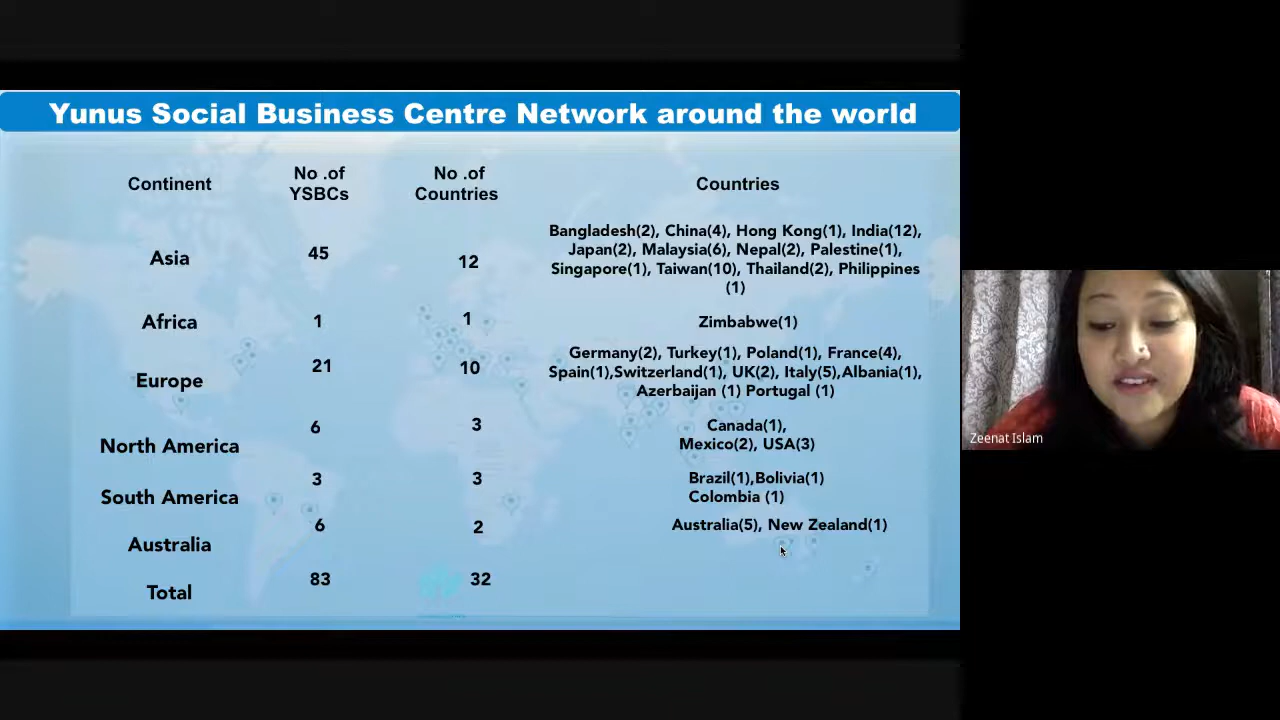 Yunus Social Business Centre Network around the world
Continent
No .of
YSBCs
No .of
Countries
Countries
Asia
45
12
Bangladesh(2), China(4), Hong Kong(1), India(12),
Japan(2), Malaysia(6), Nepal(2), Palestine(1),
Singapore(1), Taiwan(10), Thailand(2), Philippines
(1)
Africa
1
1
Zimbabwe(1)
Europe
21
10
Germany(2), Turkey(1), Poland(1), France(4),
Spain(1),Switzerland(1), UK(2), Italy(5),Albania(1),
Azerbaijan (1) Portugal (1)
North America
6
3
Canada(1),
Mexico(2), USA(3)
South America
3
3
Brazil(1),Bolivia(1)
Colombia (1)
Australia
6
2
Australia(5), New Zealand(1)
Total
83
32
Zeenat Islam